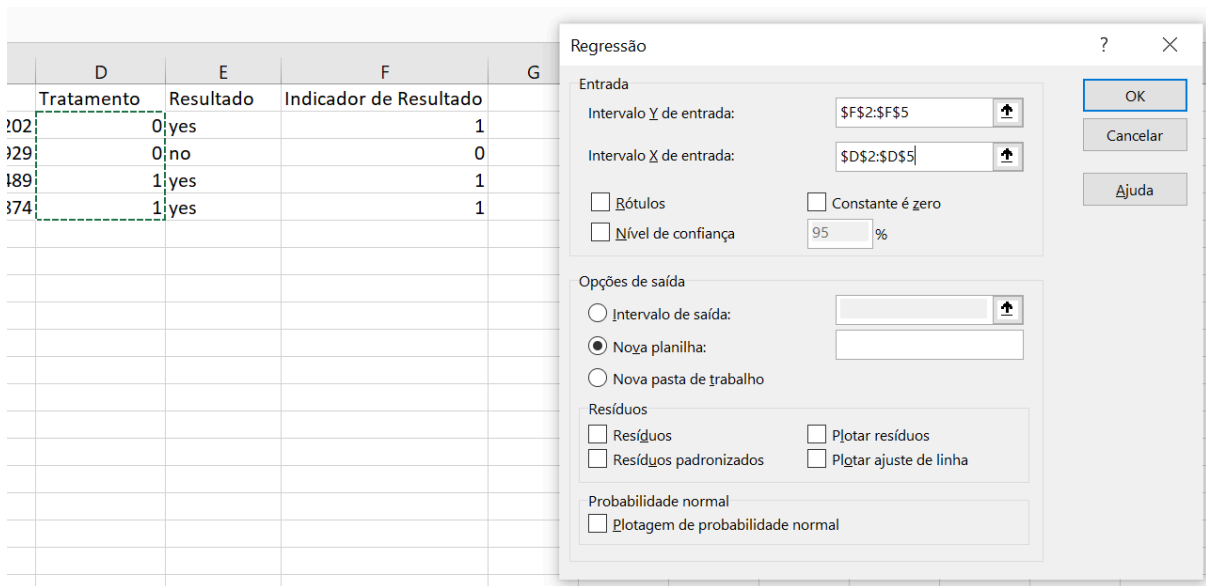 D E F G
Tratamento Resultado Indicador de Resultado
202 0 yes 1
929 0 no 0
489 1 yes 1
374 1 yes 1
Regressão
?
Entrada
Intervalo Y de entrada: $F$2:$F$5
Intervalo X de entrada: $D$2:$D$5
Rótulos Constante é zero
Nível de confiança 95 %
OK
Cancelar
Ajuda
Opções de saída
Intervalo de saída:
Nova planilha:
Nova pasta de trabalho
Resíduos
Resíduos Plotar resíduos
Resíduos padronizados Plotar ajuste de linha
Probabilidade normal
Plotagem de probabilidade normal